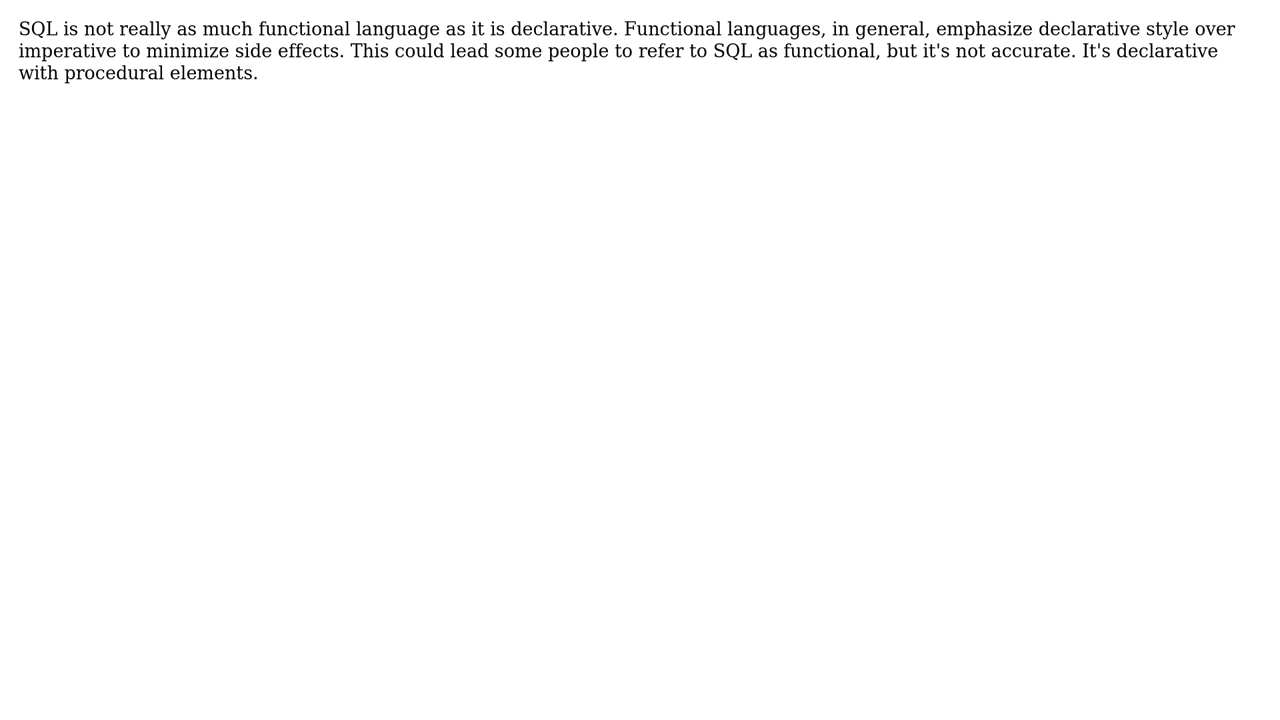 SQL is not really as much functional language as it is declarative. Functional languages, in general, emphasize declarative style over
imperative to minimize side effects. This could lead some people to refer to SQL as functional, but it's not accurate. It's declarative
with procedural elements.